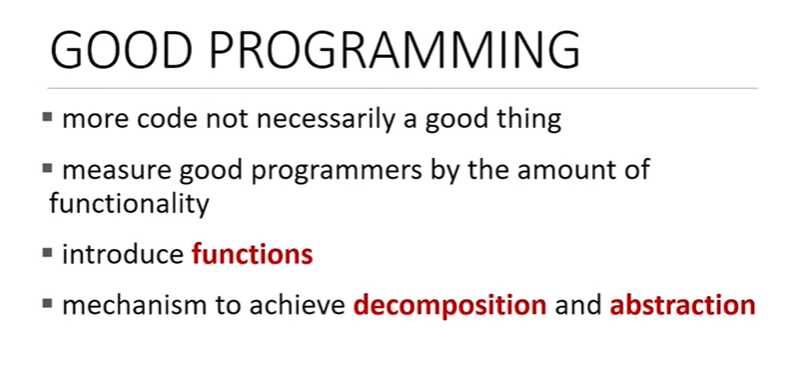 GOOD PROGRAMMING
▪ more code not necessarily a good thing
▪ measure good programmers by the amount of
functionality
▪ introduce functions
▪ mechanism to achieve decomposition and abstraction